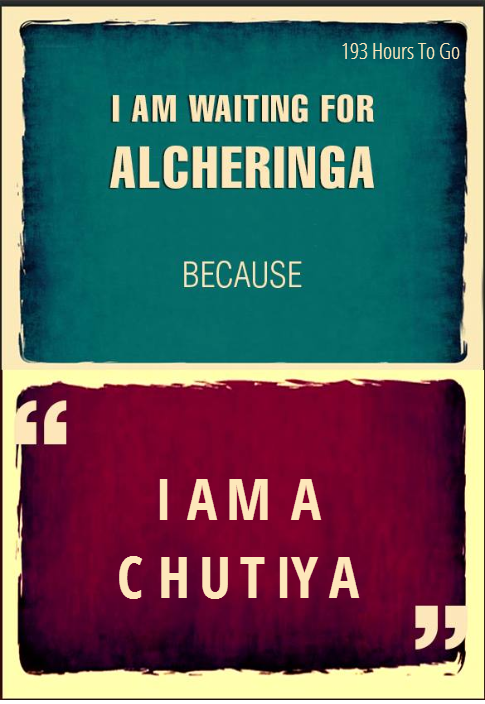 193 Hours To Go
I AM WAITING FOR
ALCHERINGA
BECAUSE
“
I AM A
CHUTIYA
”